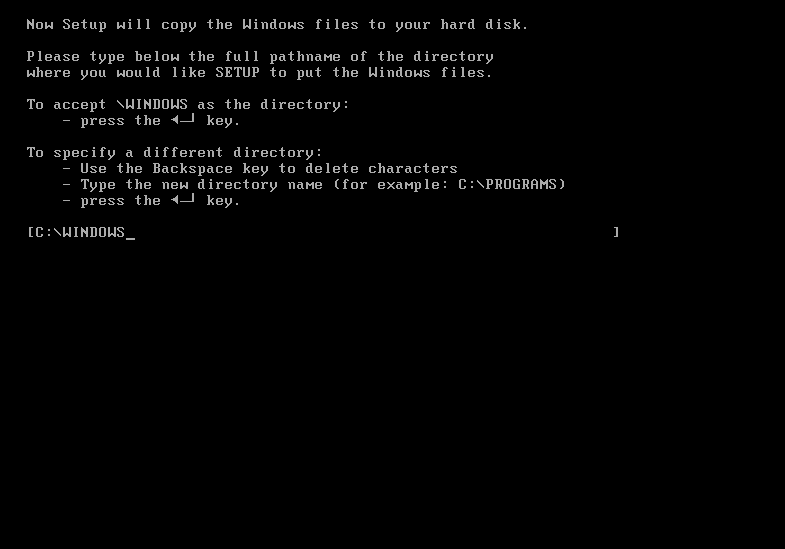 Now Setup will copy the Windows files to your hard disk.
Please type below the full pathname of the directory
where you would like SETUP to put the Windows files.
To accept \WINDOWS as the directory:
- press the ◄─┘ key.
To specify a different directory:
- Use the Backspace key to delete characters
- Type the new directory name (for example: C:\PROGRAMS)
- press the ◄─┘ key.
[C:\WINDOWS_ ]